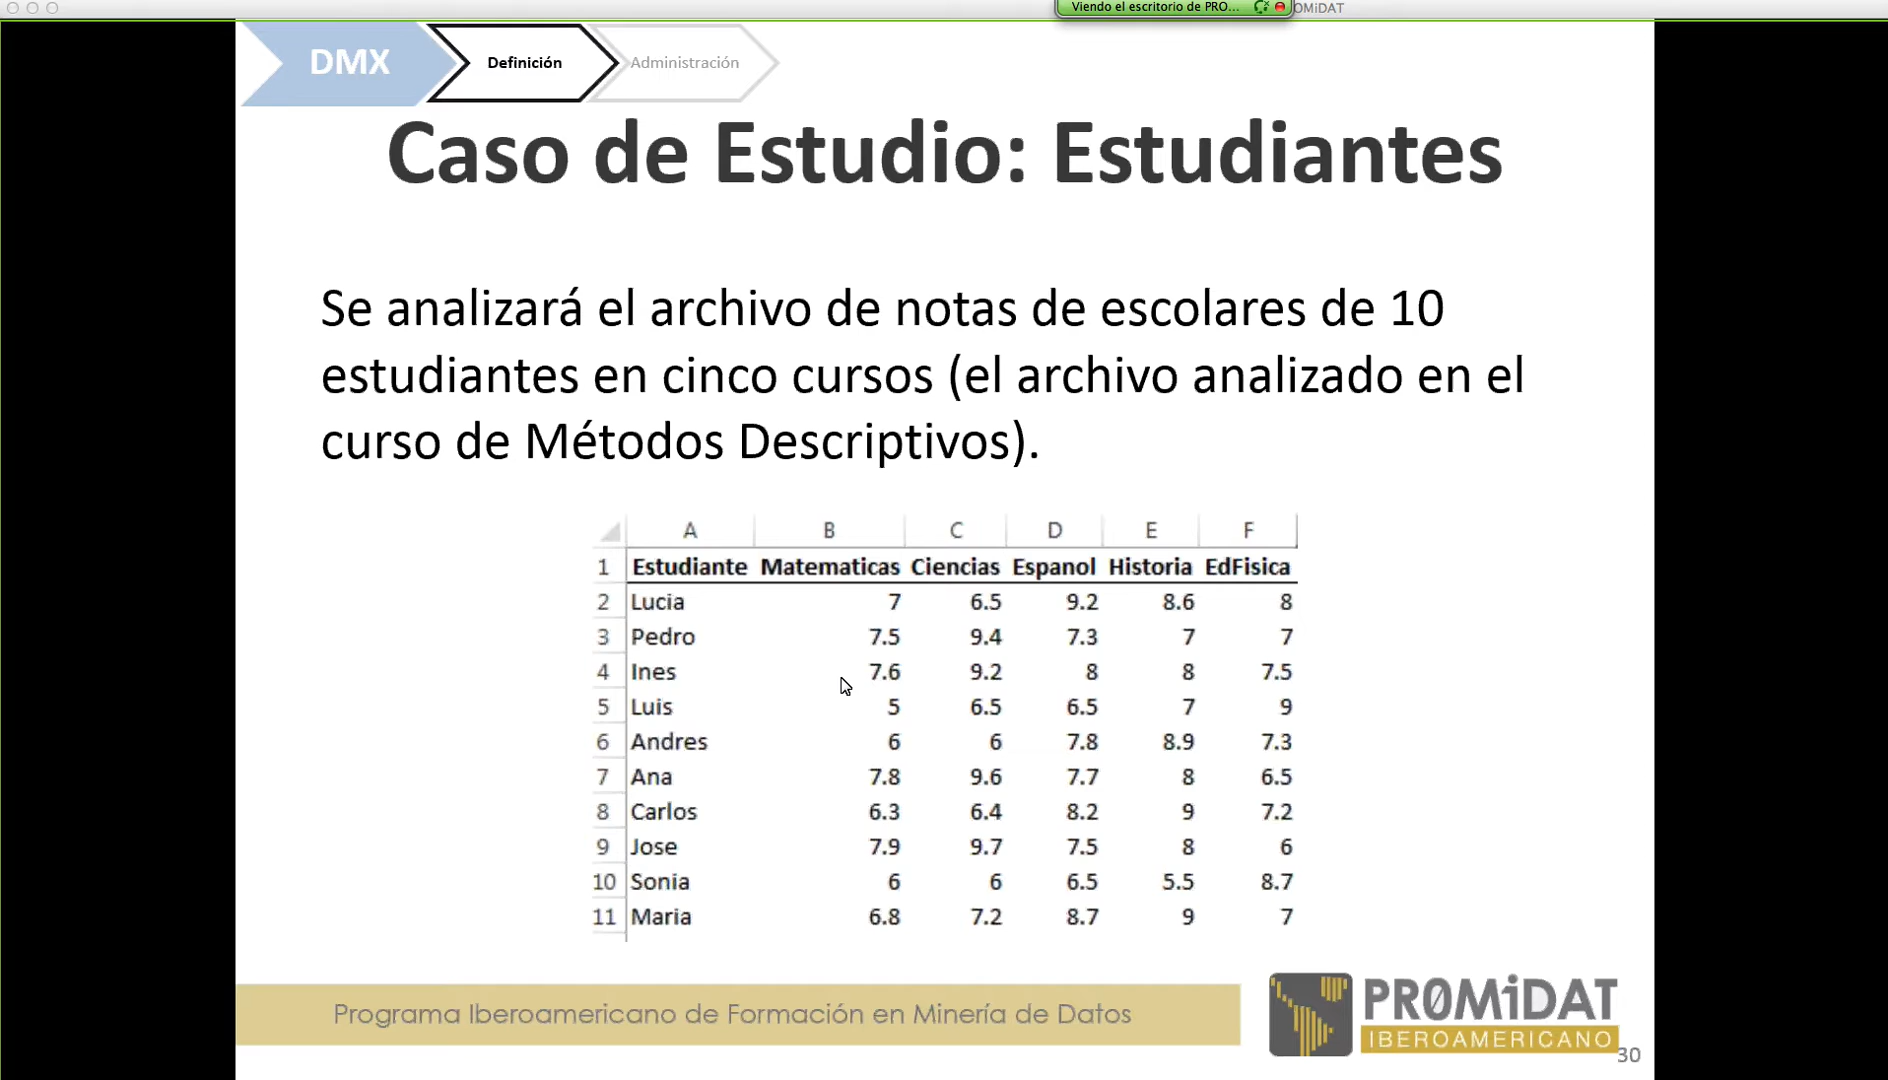 Viendo el escritorio de PRO...
OMiDAT
DMX
Definición
Administración
Caso de Estudio: Estudiantes
Se analizará el archivo de notas de escolares de 10
estudiantes en cinco cursos (el archivo analizado en el
curso de Métodos Descriptivos).
A B C D E F
1 Estudiante Matematicas Ciencias Espanol Historia EdFisica
2 Lucia 7 6.5 9.2 8.6 8
3 Pedro 7.5 9.4 7.3 7 7
4 Ines 7.6 9.2 8 8 7.5
5 Luis 5 6.5 6.5 7 9
6 Andres 6 6 7.8 8.9 7.3
7 Ana 7.8 9.6 7.7 8 6.5
8 Carlos 6.3 6.4 8.2 9 7.2
9 Jose 7.9 9.7 7.5 8 6
10 Sonia 6 6 6.5 5.5 8.7
11 Maria 6.8 7.2 8.7 9 7
Programa Iberoamericano de Formación en Minería de Datos
PR0MiDAT
IBEROAMERICANO
30